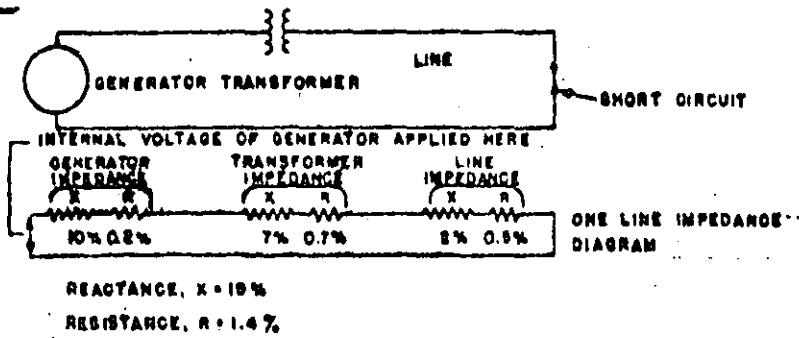 LINE
GENERATOR TRANSFORMER
SHORT CIRCUIT
INTERNAL VOLTAGE OF GENERATOR APPLIED HERE
GENERATOR IMPEDANCE
TRANSFORMER IMPEDANCE
LINE IMPEDANCE
X R X R X R
10% 0.2% 7% 0.7% 2% 0.5%
ONE LINE IMPEDANCE
DIAGRAM
REACTANCE, X = 19%
RESISTANCE, R = 1.4%